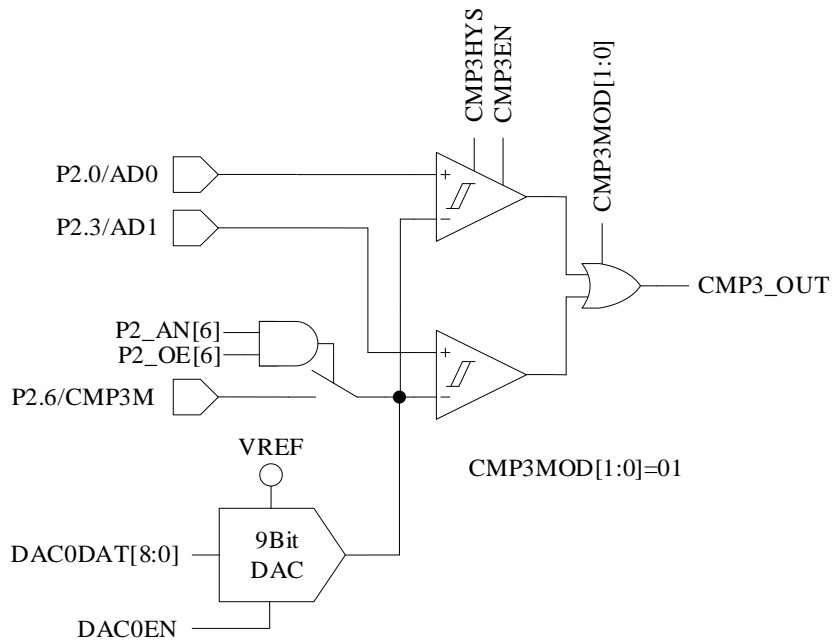 CMP3HYS
CMP3EN
CMP3MOD[1:0]
P2.0/AD0
+
−
P2.3/AD1
CMP3_OUT
P2_AN[6]
P2_OE[6]
+
−
P2.6/CMP3M
VREF
CMP3MOD[1:0]=01
DAC0DAT[8:0]
9Bit
DAC
DAC0EN